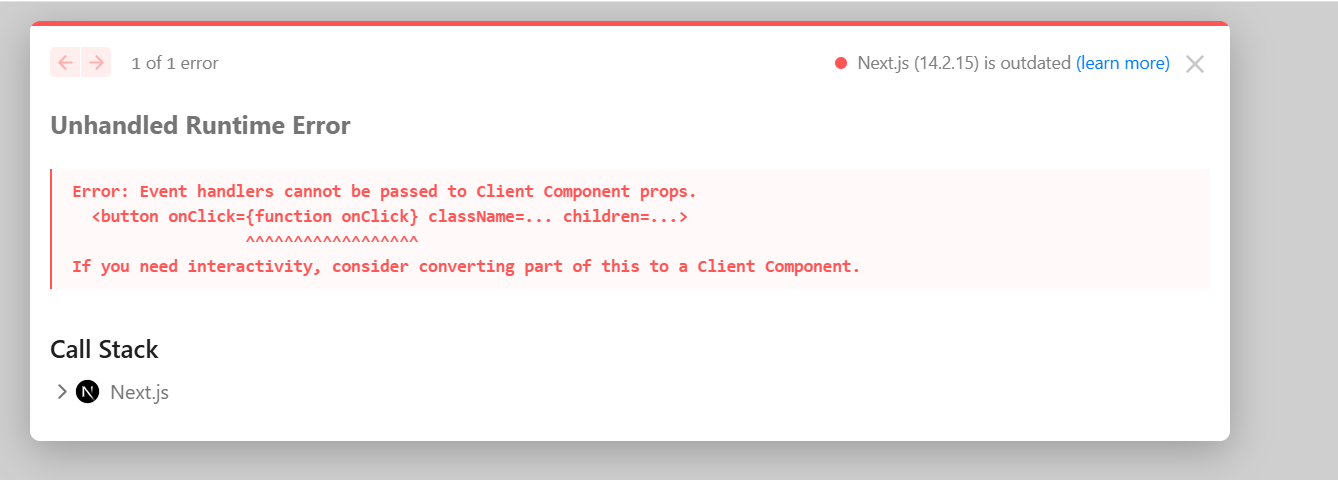 1 of 1 error
Next.js (14.2.15) is outdated (learn more)
Unhandled Runtime Error
Error: Event handlers cannot be passed to Client Component props.
  <button onClick={function onClick} className=... children=...>
                  ^^^^^^^^^^^^^^^^^^
If you need interactivity, consider converting part of this to a Client Component.
Call Stack
N Next.js